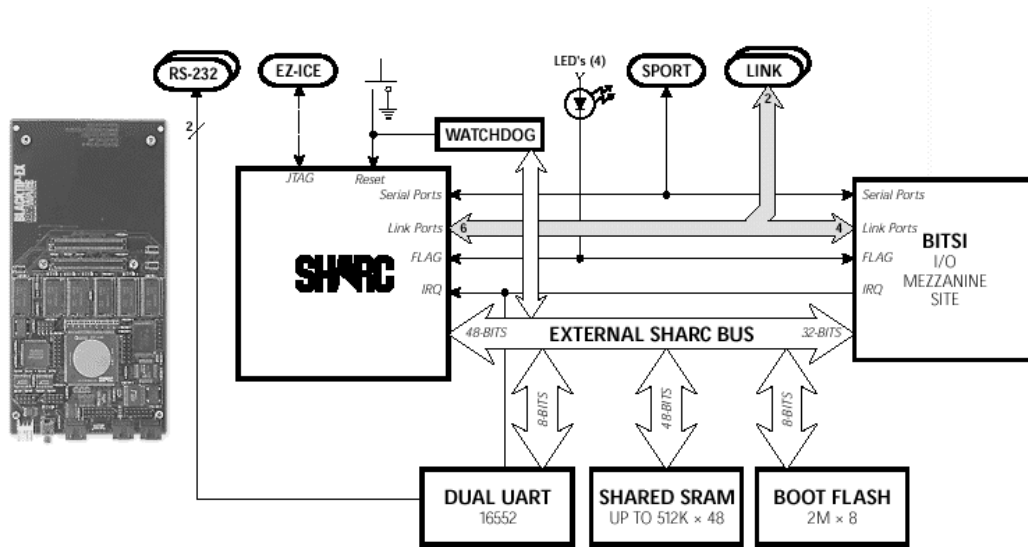 RS-232
EZ-ICE
LED's (4)
SPORT
LINK
2
2
WATCHDOG
JTAG
Reset
Serial Ports
Serial Ports
Link Ports
6
4
Link Ports
FLAG
FLAG
IRQ
IRQ
SHARC
BITSI
I/O
MEZZANINE
SITE
48-BITS
EXTERNAL SHARC BUS
32-BITS
8-BITS
48-BITS
8-BITS
DUAL UART
16552
SHARED SRAM
UP TO 512K × 48
BOOT FLASH
2M × 8
BLACKTIP-EX